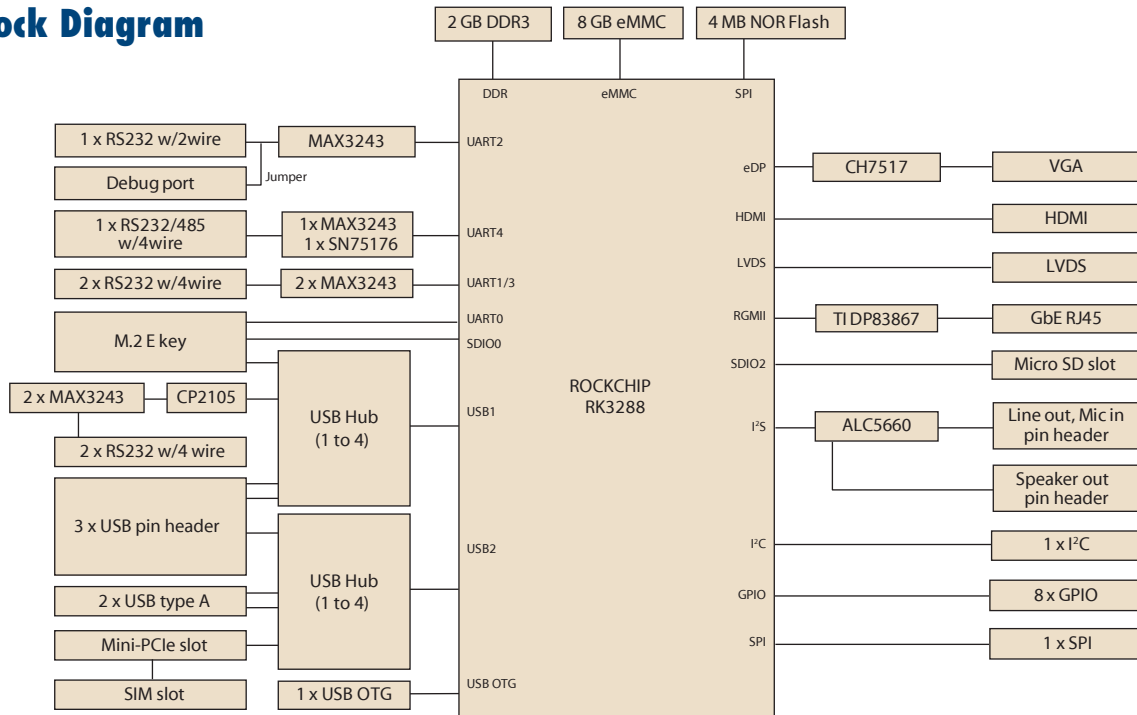 ock Diagram
2 GB DDR3
8 GB eMMC
4 MB NOR Flash
DDR
eMMC
SPI
1 x RS232 w/2wire
MAX3243
UART2
Debug port
Jumper
1 x RS232/485
w/4wire
1x MAX3243
1 x SN75176
UART4
2 x RS232 w/4wire
2 x MAX3243
UART1/3
M.2 E key
UART0
SDIO0
2 x MAX3243
CP2105
USB Hub
(1 to 4)
USB1
2 x RS232 w/4 wire
3 x USB pin header
USB Hub
(1 to 4)
USB2
2 x USB type A
Mini-PCIe slot
SIM slot
1 x USB OTG
USB OTG
ROCKCHIP
RK3288
eDP
CH7517
VGA
HDMI
HDMI
LVDS
LVDS
RGMII
TI DP83867
GbE RJ45
SDIO2
Micro SD slot
I²S
ALC5660
Line out, Mic in
pin header
Speaker out
pin header
I²C
1 x I²C
GPIO
8 x GPIO
SPI
1 x SPI